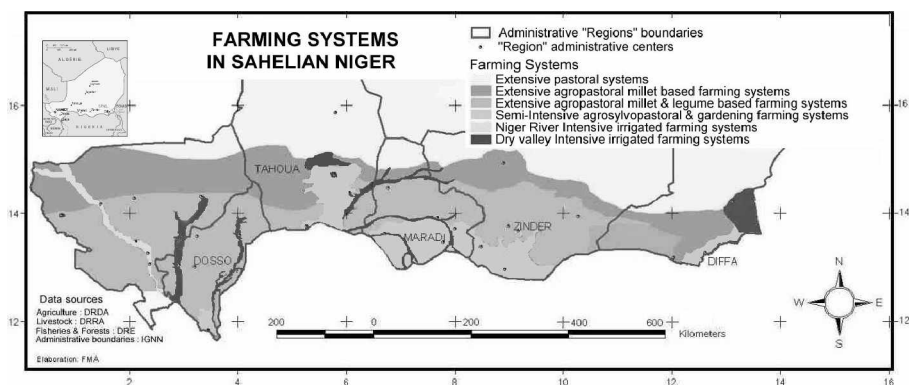 FARMING SYSTEMS
IN SAHELIAN NIGER
Administrative "Regions" boundaries
"Region" administrative centers
Farming Systems
Extensive pastoral systems
Extensive agropastoral millet based farming systems
Extensive agropastoral millet & legume based farming systems
Semi-Intensive agrosylvopastoral & gardening farming systems
Niger River Intensive irrigated farming systems
Dry valley Intensive irrigated farming systems
ALGERIE
LIBYE
NIGERIA
16
16
TAHOUA
14
14
MARADI
ZINDER
DOSSO
DIFFA
N
W E
S
Data sources
Agriculture : DRDA
Livestock : DRRA
Fisheries & Forests : DRE
Administrative boundaries : IGNN
Elaboration: FMA
12
12
200 0 200 400 600
Kilometers
2 4 6 8 10 12 14 16